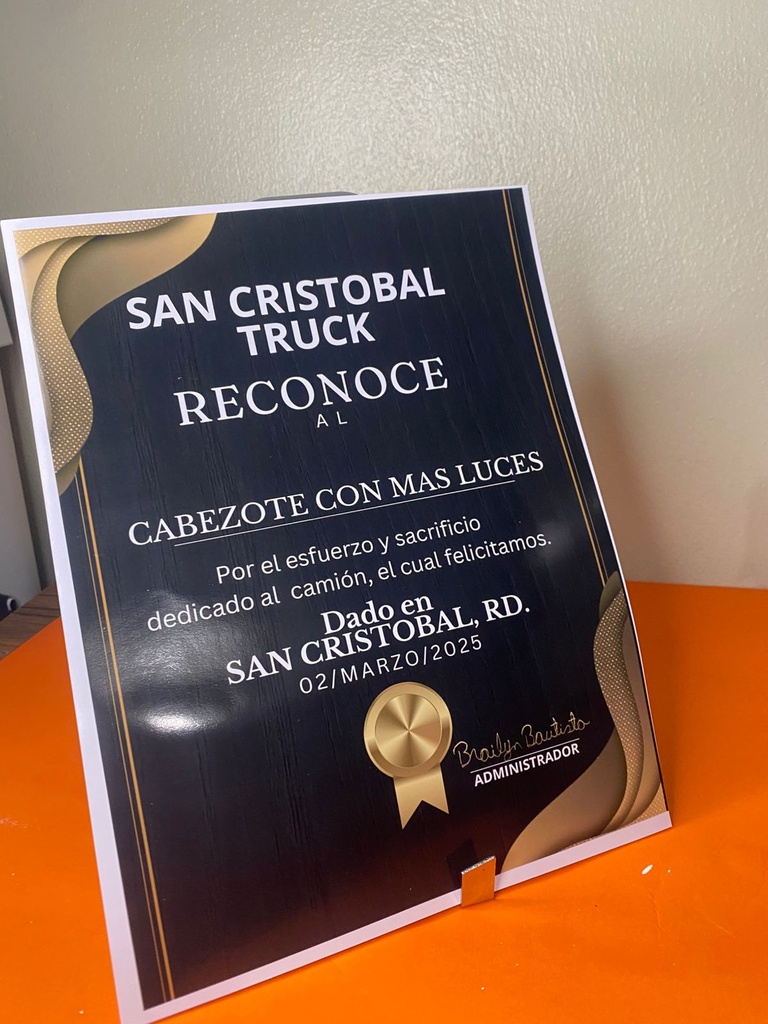 SAN CRISTOBAL
TRUCK
RECONOCE
AL
CABEZOTE CON MAS LUCES
Por el esfuerzo y sacrificio
dedicado al camión, el cual felicitamos.
Dado en
SAN CRISTOBAL, RD.
02/MARZO/2025
Brailyn Bautista
ADMINISTRADOR